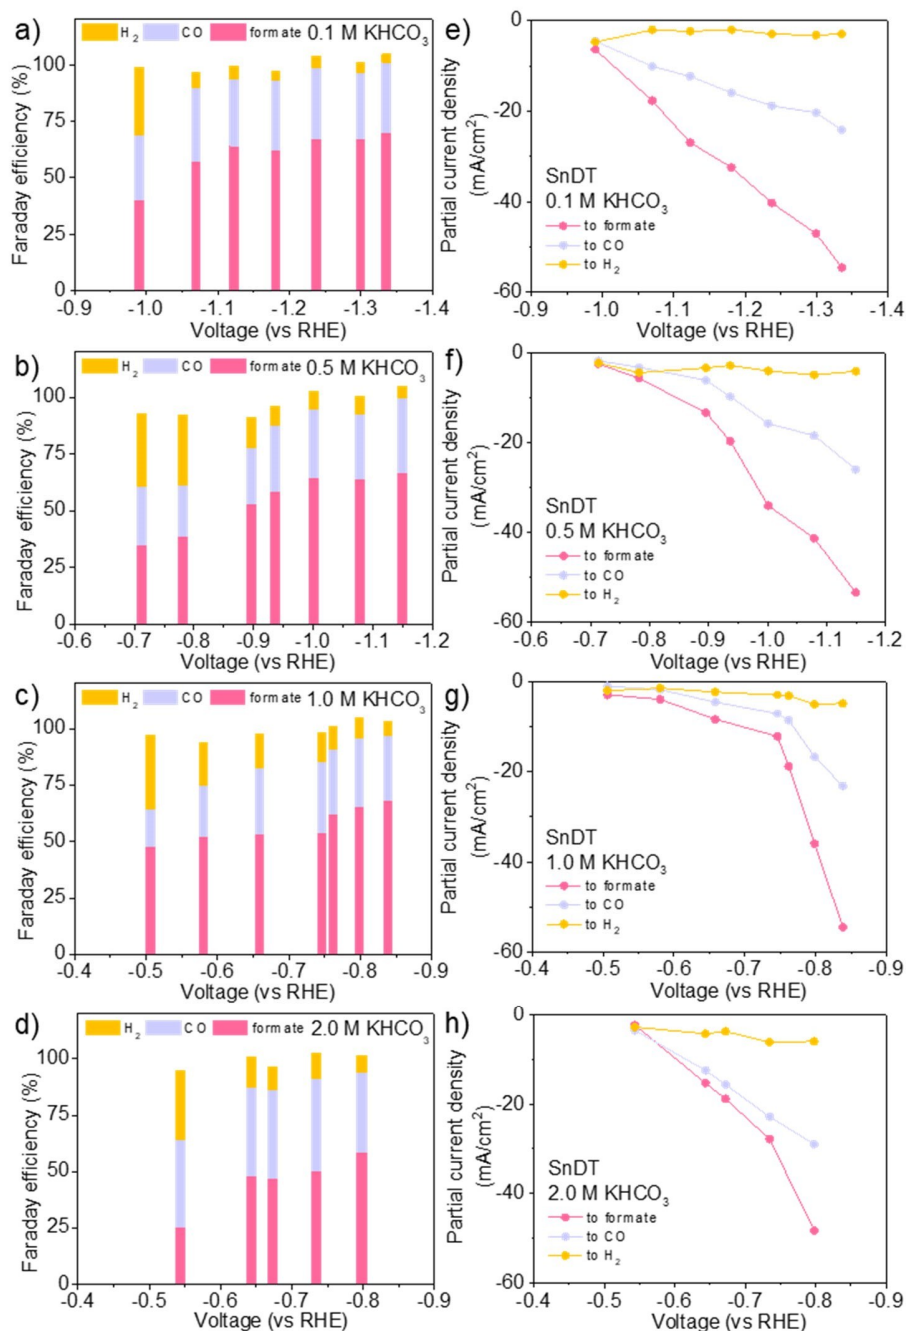 a)
H2 CO formate 0.1 M KHCO3
Faraday efficiency (%)
100
75
50
25
0
-0.9 -1.0 -1.1 -1.2 -1.3 -1.4
Voltage (vs RHE)
e)
Partial current density
(mA/cm2)
0
-20
-40
-60
SnDT
0.1 M KHCO3
to formate
to CO
to H2
-0.9 -1.0 -1.1 -1.2 -1.3 -1.4
Voltage (vs RHE)
b)
H2 CO formate 0.5 M KHCO3
Faraday efficiency (%)
100
75
50
25
0
-0.6 -0.7 -0.8 -0.9 -1.0 -1.1 -1.2
Voltage (vs RHE)
f)
Partial current density
(mA/cm2)
0
-20
-40
-60
SnDT
0.5 M KHCO3
to formate
to CO
to H2
-0.6 -0.7 -0.8 -0.9 -1.0 -1.1 -1.2
Voltage (vs RHE)
c)
H2 CO formate 1.0 M KHCO3
Faraday efficiency (%)
100
75
50
25
0
-0.4 -0.5 -0.6 -0.7 -0.8 -0.9
Voltage (vs RHE)
g)
Partial current density
(mA/cm2)
0
-20
-40
-60
SnDT
1.0 M KHCO3
to formate
to CO
to H2
-0.4 -0.5 -0.6 -0.7 -0.8 -0.9
Voltage (vs RHE)
d)
H2 CO formate 2.0 M KHCO3
Faraday efficiency (%)
100
75
50
25
0
-0.4 -0.5 -0.6 -0.7 -0.8 -0.9
Voltage (vs RHE)
h)
Partial current density
(mA/cm2)
0
-20
-40
-60
SnDT
2.0 M KHCO3
to formate
to CO
to H2
-0.4 -0.5 -0.6 -0.7 -0.8 -0.9
Voltage (vs RHE)